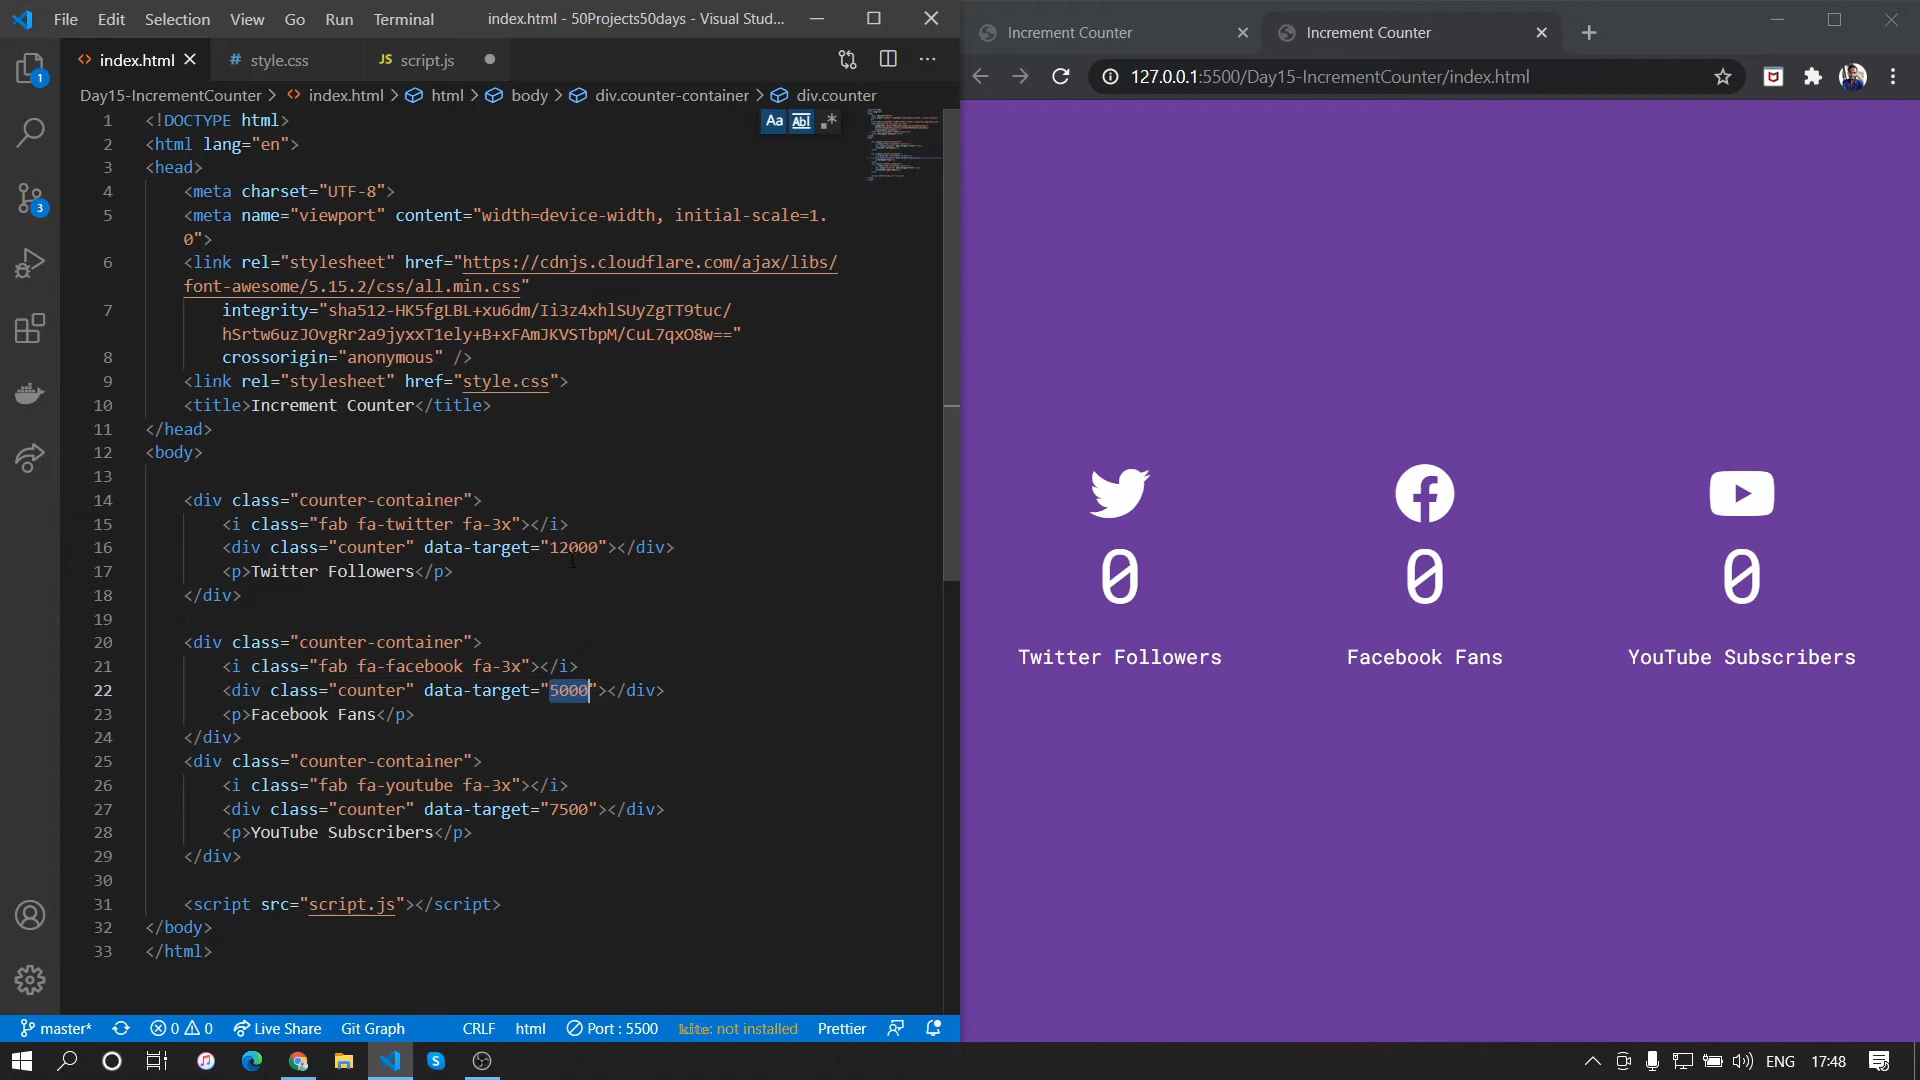 File Edit Selection View Go Run Terminal index.html - 50Projects50days - Visual Stud...
index.html style.css JS script.js
Day15-IncrementCounter > index.html > html > body > div.counter-container > div.counter
Aa Abl .*
1 <!DOCTYPE html>
2 <html lang="en">
3 <head>
4 <meta charset="UTF-8">
5 <meta name="viewport" content="width=device-width, initial-scale=1.
0">
6 <link rel="stylesheet" href="https://cdnjs.cloudflare.com/ajax/libs/
font-awesome/5.15.2/css/all.min.css"
7 integrity="sha512-HK5fgLBL+xu6dm/Ii3z4xhlSUyZgTT9tuc/
hSrtw6uzJOvgRr2a9jyxxT1ely+B+xFAmJKVSTbpM/CuL7qxO8w=="
8 crossorigin="anonymous" />
9 <link rel="stylesheet" href="style.css">
10 <title>Increment Counter</title>
11 </head>
12 <body>
13
14 <div class="counter-container">
15 <i class="fab fa-twitter fa-3x"></i>
16 <div class="counter" data-target="12000"></div>
17 <p>Twitter Followers</p>
18 </div>
19
20 <div class="counter-container">
21 <i class="fab fa-facebook fa-3x"></i>
22 <div class="counter" data-target="5000"></div>
23 <p>Facebook Fans</p>
24 </div>
25 <div class="counter-container">
26 <i class="fab fa-youtube fa-3x"></i>
27 <div class="counter" data-target="7500"></div>
28 <p>YouTube Subscribers</p>
29 </div>
30
31 <script src="script.js"></script>
32 </body>
33 </html>
1
3
master* 0 0 Live Share Git Graph CRLF html Port : 5500 kite: not installed Prettier
Increment Counter Increment Counter
127.0.0.1:5500/Day15-IncrementCounter/index.html
0 0 0
Twitter Followers Facebook Fans YouTube Subscribers
ENG 17:48